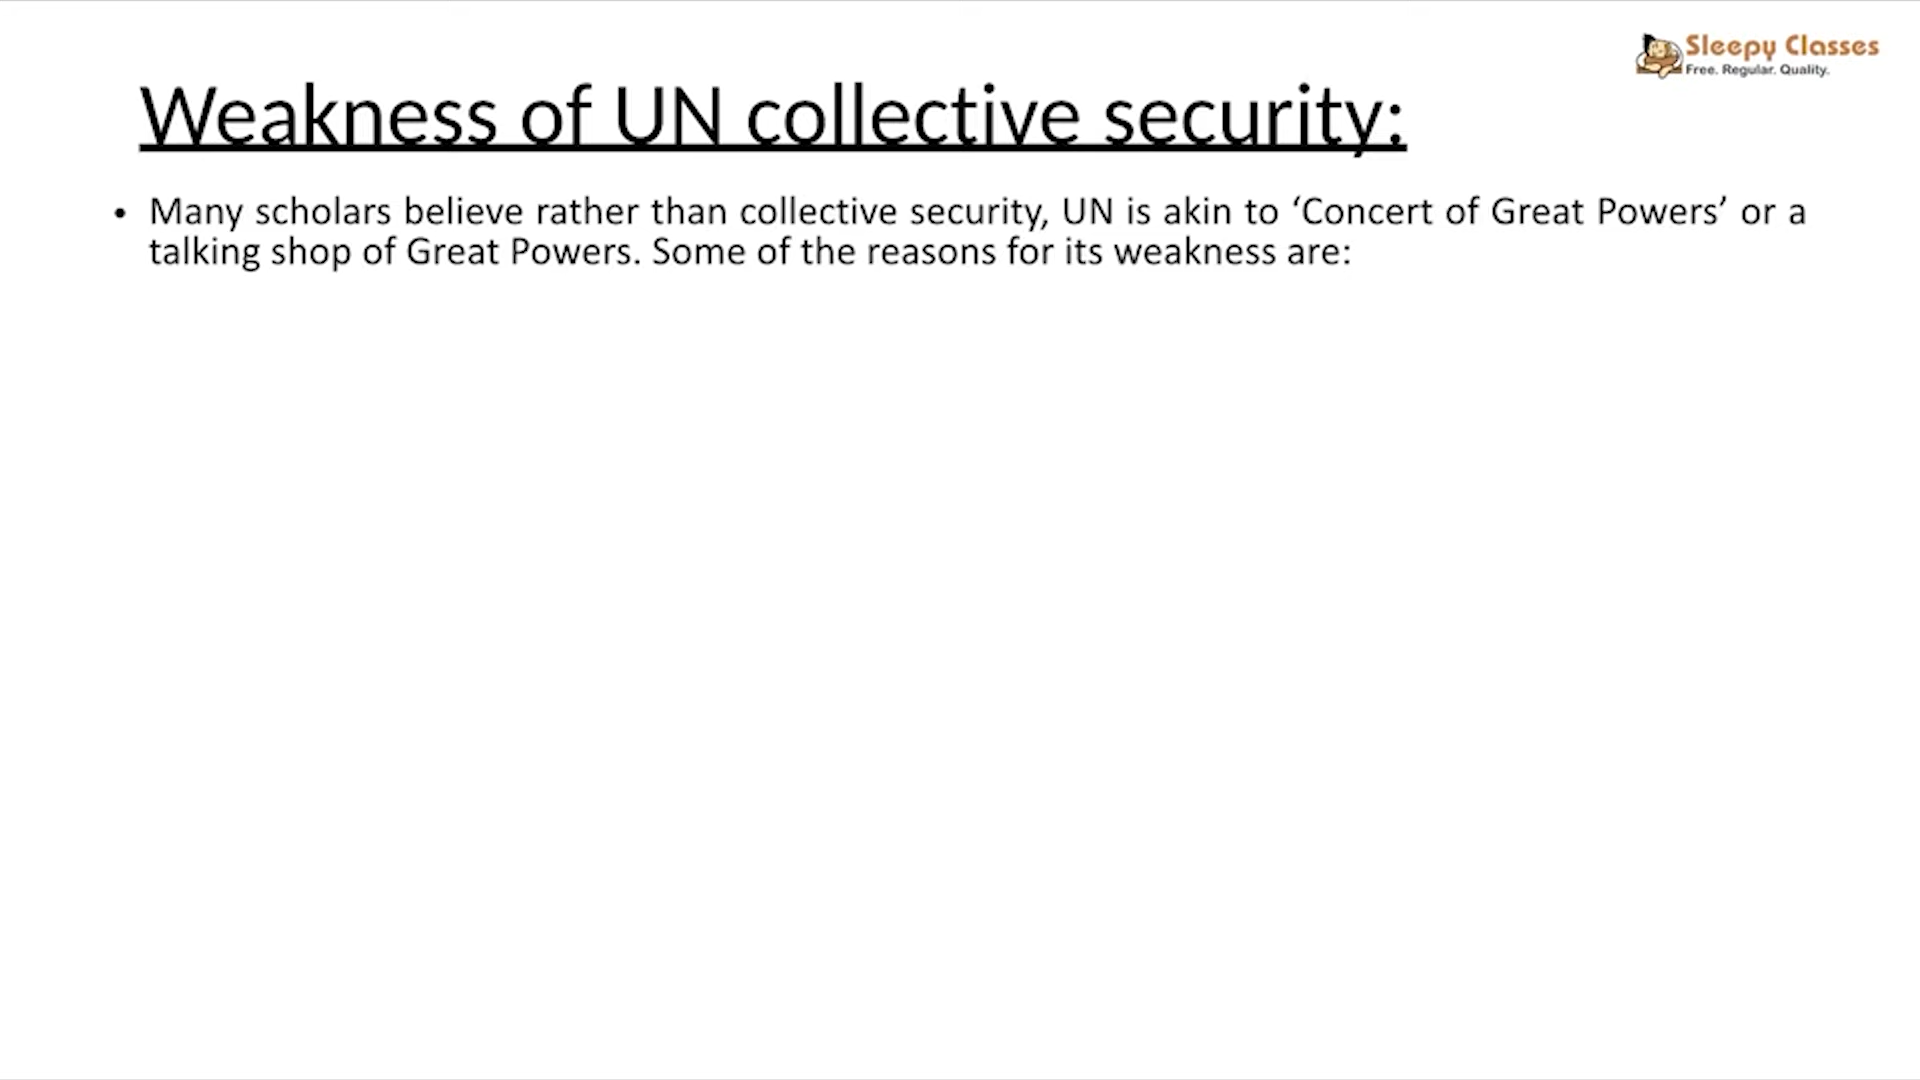 Sleepy Classes
Free. Regular. Quality.
Weakness of UN collective security:
• Many scholars believe rather than collective security, UN is akin to ‘Concert of Great Powers’ or a
talking shop of Great Powers. Some of the reasons for its weakness are: